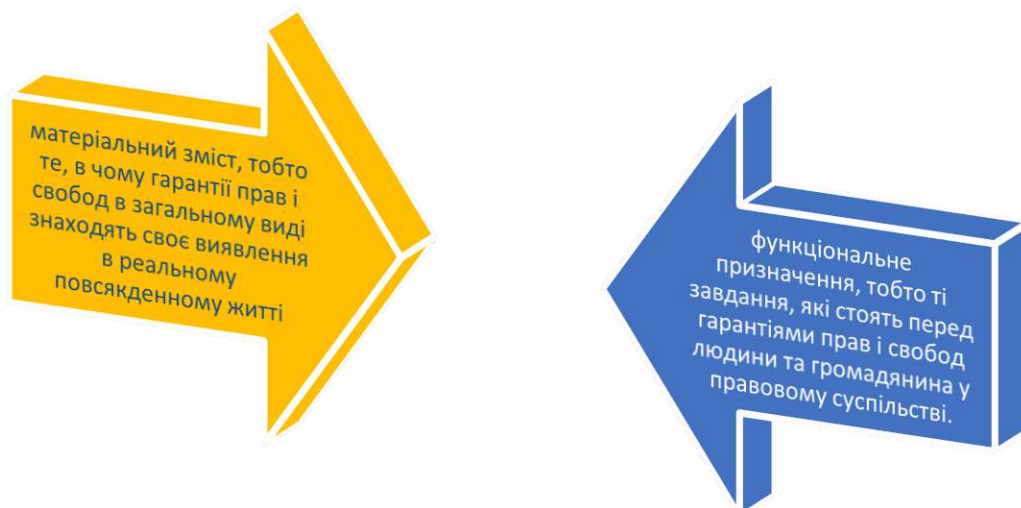 матеріальний зміст, тобто
те, в чому гарантії прав і
свобод в загальному виді
знаходять своє виявлення
в реальному
повсякденному житті
функціональне
призначення, тобто ті
завдання, які стоять перед
гарантіями прав і свобод
людини та громадянина у
правовому суспільстві.